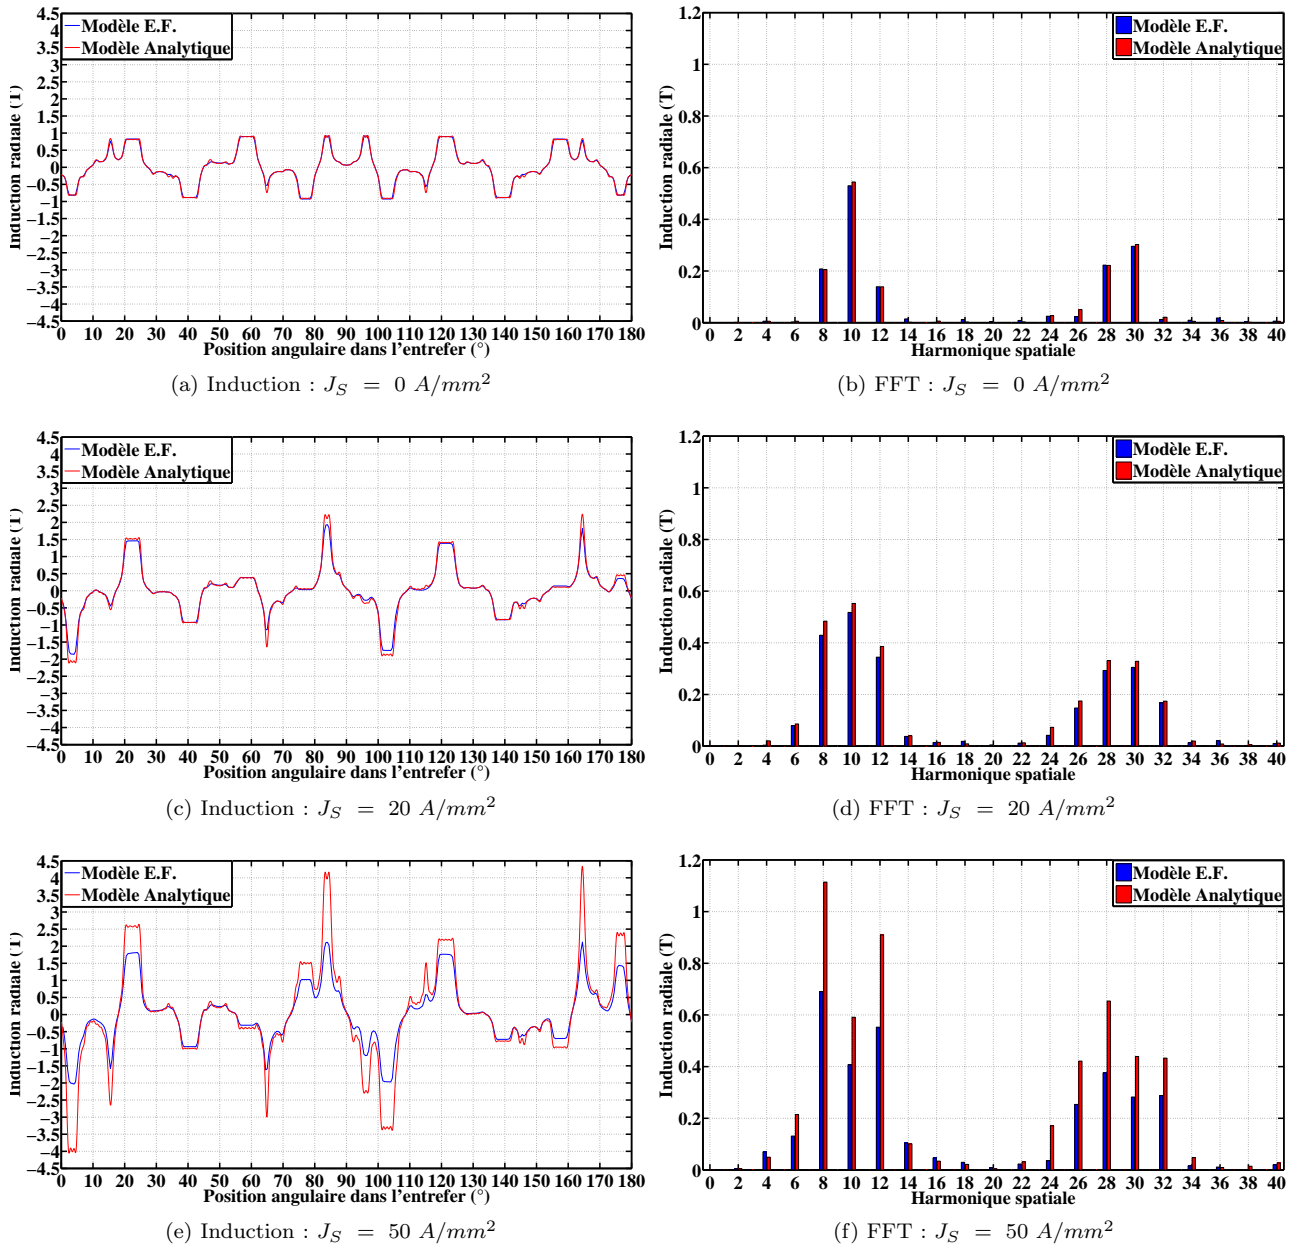 4.5
4
3.5
3
2.5
2
1.5
1
0.5
0
−0.5
−1
−1.5
−2
−2.5
−3
−3.5
−4
−4.5
Induction radiale (T)
Modèle E.F.
Modèle Analytique
0 10 20 30 40 50 60 70 80 90 100 110 120 130 140 150 160 170 180
Position angulaire dans l'entrefer (°)
(a) Induction : J_S = 0 A/mm²
1.2
1
0.8
0.6
0.4
0.2
0
Induction radiale (T)
Modèle E.F.
Modèle Analytique
0 2 4 6 8 10 12 14 16 18 20 22 24 26 28 30 32 34 36 38 40
Harmonique spatiale
(b) FFT : J_S = 0 A/mm²
4.5
4
3.5
3
2.5
2
1.5
1
0.5
0
−0.5
−1
−1.5
−2
−2.5
−3
−3.5
−4
−4.5
Induction radiale (T)
Modèle E.F.
Modèle Analytique
0 10 20 30 40 50 60 70 80 90 100 110 120 130 140 150 160 170 180
Position angulaire dans l'entrefer (°)
(c) Induction : J_S = 20 A/mm²
1.2
1
0.8
0.6
0.4
0.2
0
Induction radiale (T)
Modèle E.F.
Modèle Analytique
0 2 4 6 8 10 12 14 16 18 20 22 24 26 28 30 32 34 36 38 40
Harmonique spatiale
(d) FFT : J_S = 20 A/mm²
4.5
4
3.5
3
2.5
2
1.5
1
0.5
0
−0.5
−1
−1.5
−2
−2.5
−3
−3.5
−4
−4.5
Induction radiale (T)
Modèle E.F.
Modèle Analytique
0 10 20 30 40 50 60 70 80 90 100 110 120 130 140 150 160 170 180
Position angulaire dans l'entrefer (°)
(e) Induction : J_S = 50 A/mm²
1.2
1
0.8
0.6
0.4
0.2
0
Induction radiale (T)
Modèle E.F.
Modèle Analytique
0 2 4 6 8 10 12 14 16 18 20 22 24 26 28 30 32 34 36 38 40
Harmonique spatiale
(f) FFT : J_S = 50 A/mm²